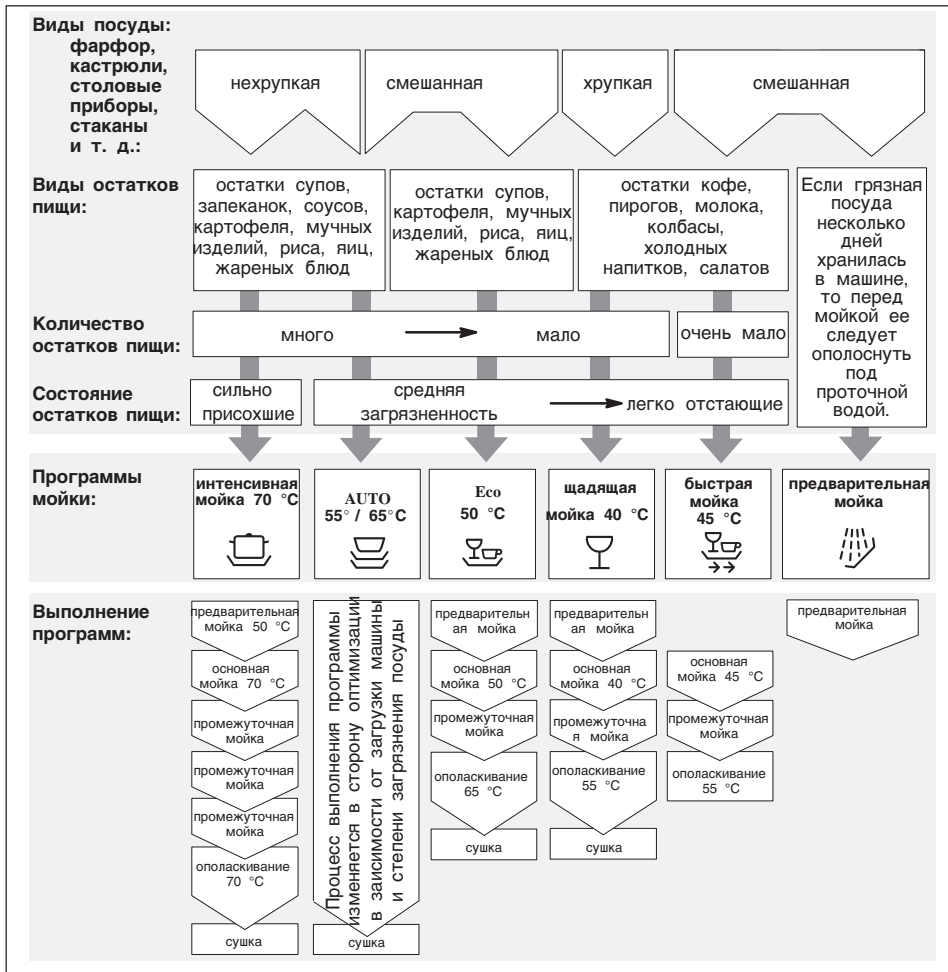 Виды посуды:
фарфор,
кастрюли,
столовые
приборы,
стаканы
и т. д.:
нехрупкая
смешанная
хрупкая
смешанная
Виды остатков
пищи:
остатки супов,
запеканок, соусов,
картофеля, мучных
изделий, риса, яиц,
жареных блюд
остатки супов,
картофеля, мучных
изделий, риса, яиц,
жареных блюд
остатки кофе,
пирогов, молока,
колбасы,
холодных
напитков, салатов
Если грязная
посуда
несколько
дней
хранилась
в машине,
то перед
мойкой ее
следует
ополоснуть
под
проточной
водой.
Количество
остатков пищи:
много
мало
очень мало
Состояние
остатков пищи:
сильно
присохшие
средняя
загрязненность
легко отстающие
Программы
мойки:
интенсивная
мойка 70 °C
AUTO
55° / 65°C
Eco
50 °C
щадящая
мойка 40 °C
быстрая
мойка
45 °C
предварительная
мойка
Выполнение
программ:
предварительная
мойка 50 °C
основная
мойка 70 °C
промежуточная
мойка
промежуточная
мойка
промежуточная
мойка
ополаскивание
70 °C
сушка
Процесс выполнения программы
изменяется в сторону оптимизации
в заисимости от загрузки машины
и степени загрязнения посуды
сушка
предварительн
ая мойка
основная
мойка 50 °C
промежуточная
мойка
ополаскивание
65 °C
сушка
предварительн
ая мойка
основная
мойка 40 °C
промежуточна
я мойка
ополаскивание
55 °C
сушка
основная
мойка 45 °C
промежуточная
мойка
ополаскивание
55 °C
предварительная
мойка